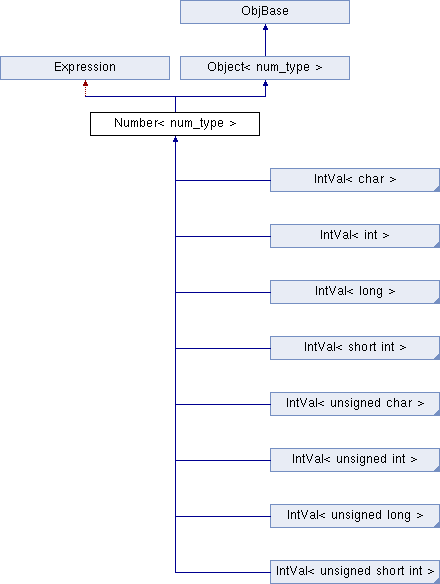 ObjBase
Expression
Object< num_type >
Number< num_type >
IntVal< char >
IntVal< int >
IntVal< long >
IntVal< short int >
IntVal< unsigned char >
IntVal< unsigned int >
IntVal< unsigned long >
IntVal< unsigned short int >